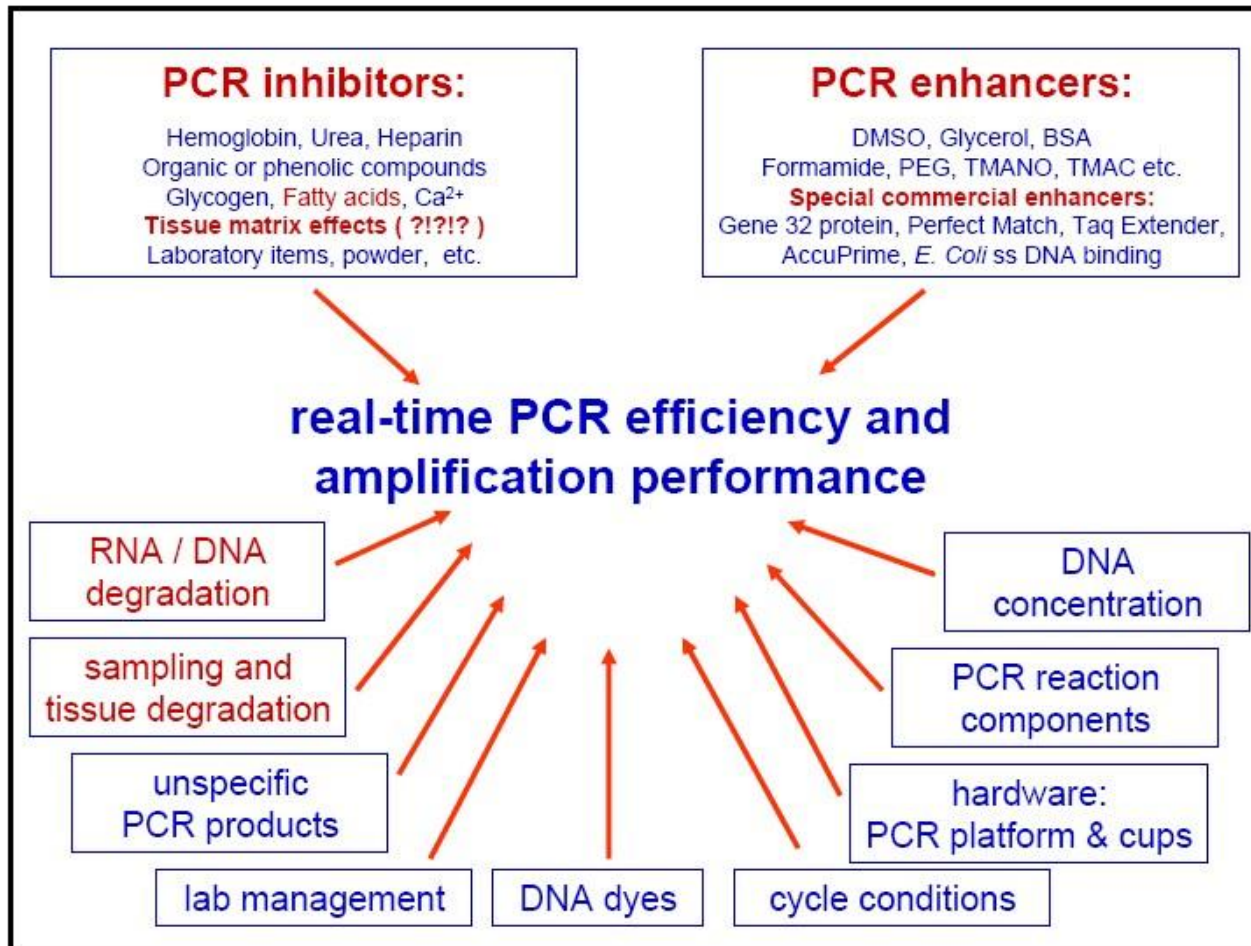 PCR inhibitors:
Hemoglobin, Urea, Heparin
Organic or phenolic compounds
Glycogen, Fatty acids, Ca²⁺
Tissue matrix effects ( ?!?!? )
Laboratory items, powder, etc.
PCR enhancers:
DMSO, Glycerol, BSA
Formamide, PEG, TMANO, TMAC etc.
Special commercial enhancers:
Gene 32 protein, Perfect Match, Taq Extender,
AccuPrime, E. Coli ss DNA binding
real-time PCR efficiency and
amplification performance
RNA / DNA
degradation
sampling and
tissue degradation
unspecific
PCR products
lab management
DNA dyes
cycle conditions
hardware:
PCR platform & cups
PCR reaction
components
DNA
concentration